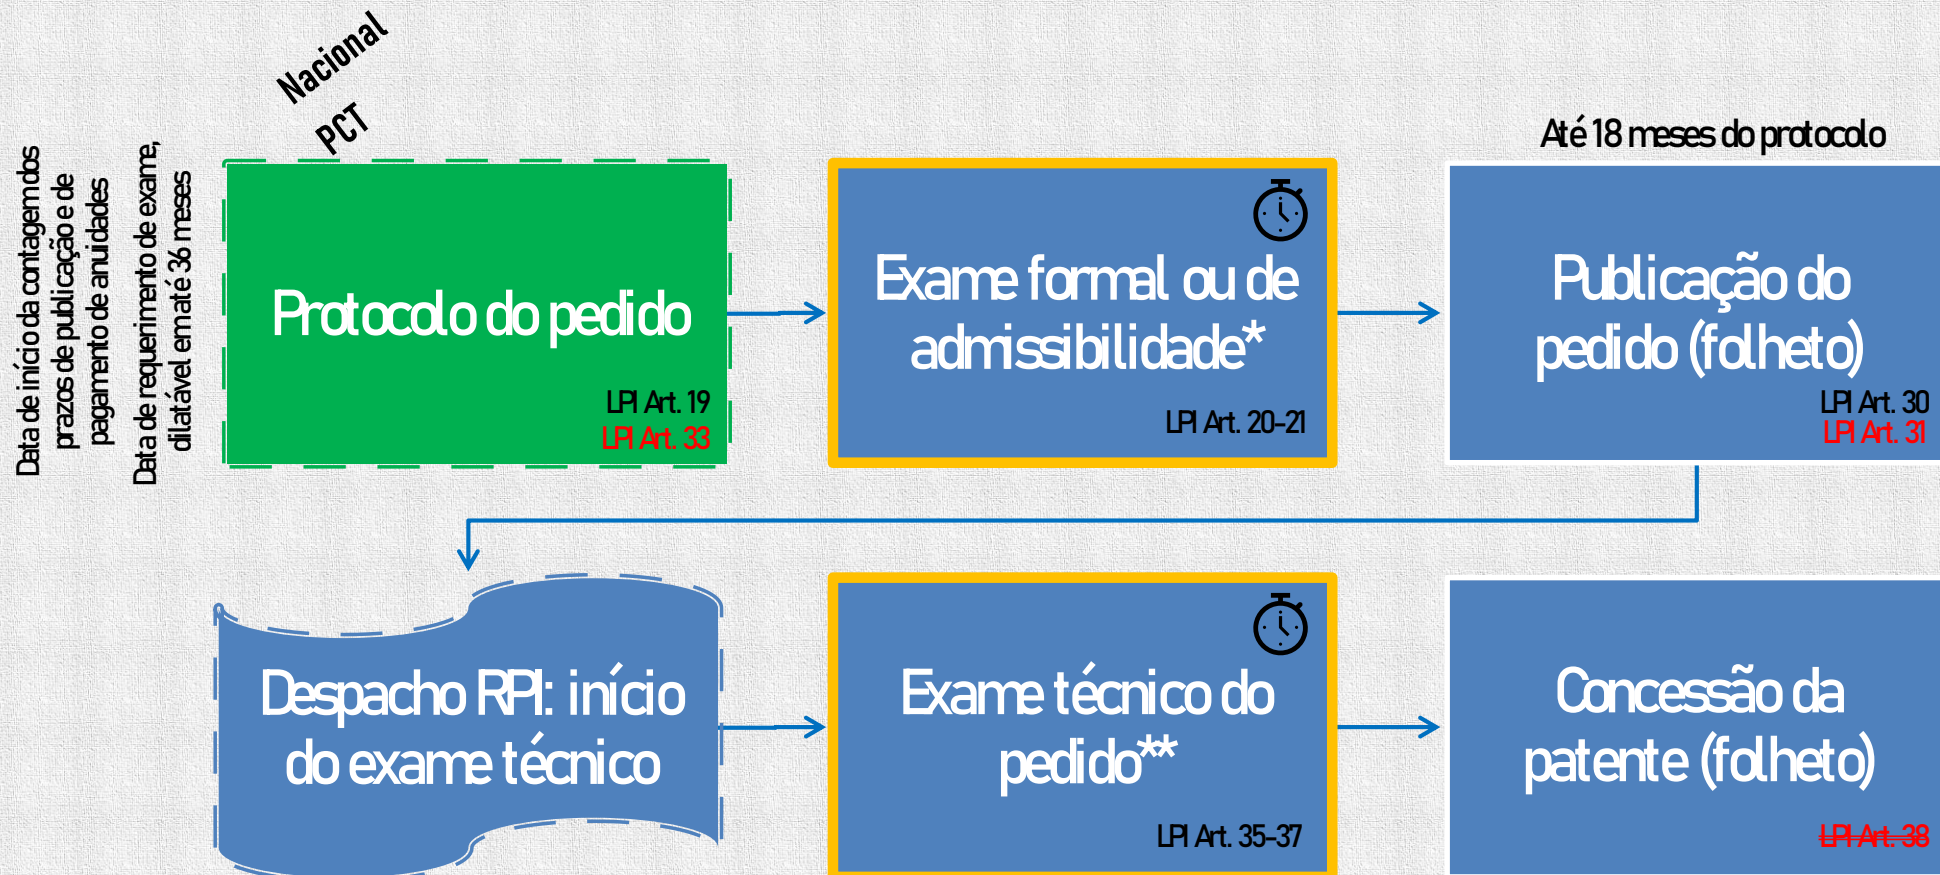 Nacional
PCT
Data de início da contagem dos
prazos de publicação e de
pagamento de anuidades
Data de requerimento de exame,
dilatável em até 36 meses
Protocolo do pedido
LPI Art. 19
LPI Art. 33
Exame formal ou de
admissibilidade*
LPI Art. 20-21
Até 18 meses do protocolo
Publicação do
pedido (folheto)
LPI Art. 30
LPI Art. 31
Despacho RPI: início
do exame técnico
Exame técnico do
pedido**
LPI Art. 35-37
Concessão da
patente (folheto)
LPI Art. 38